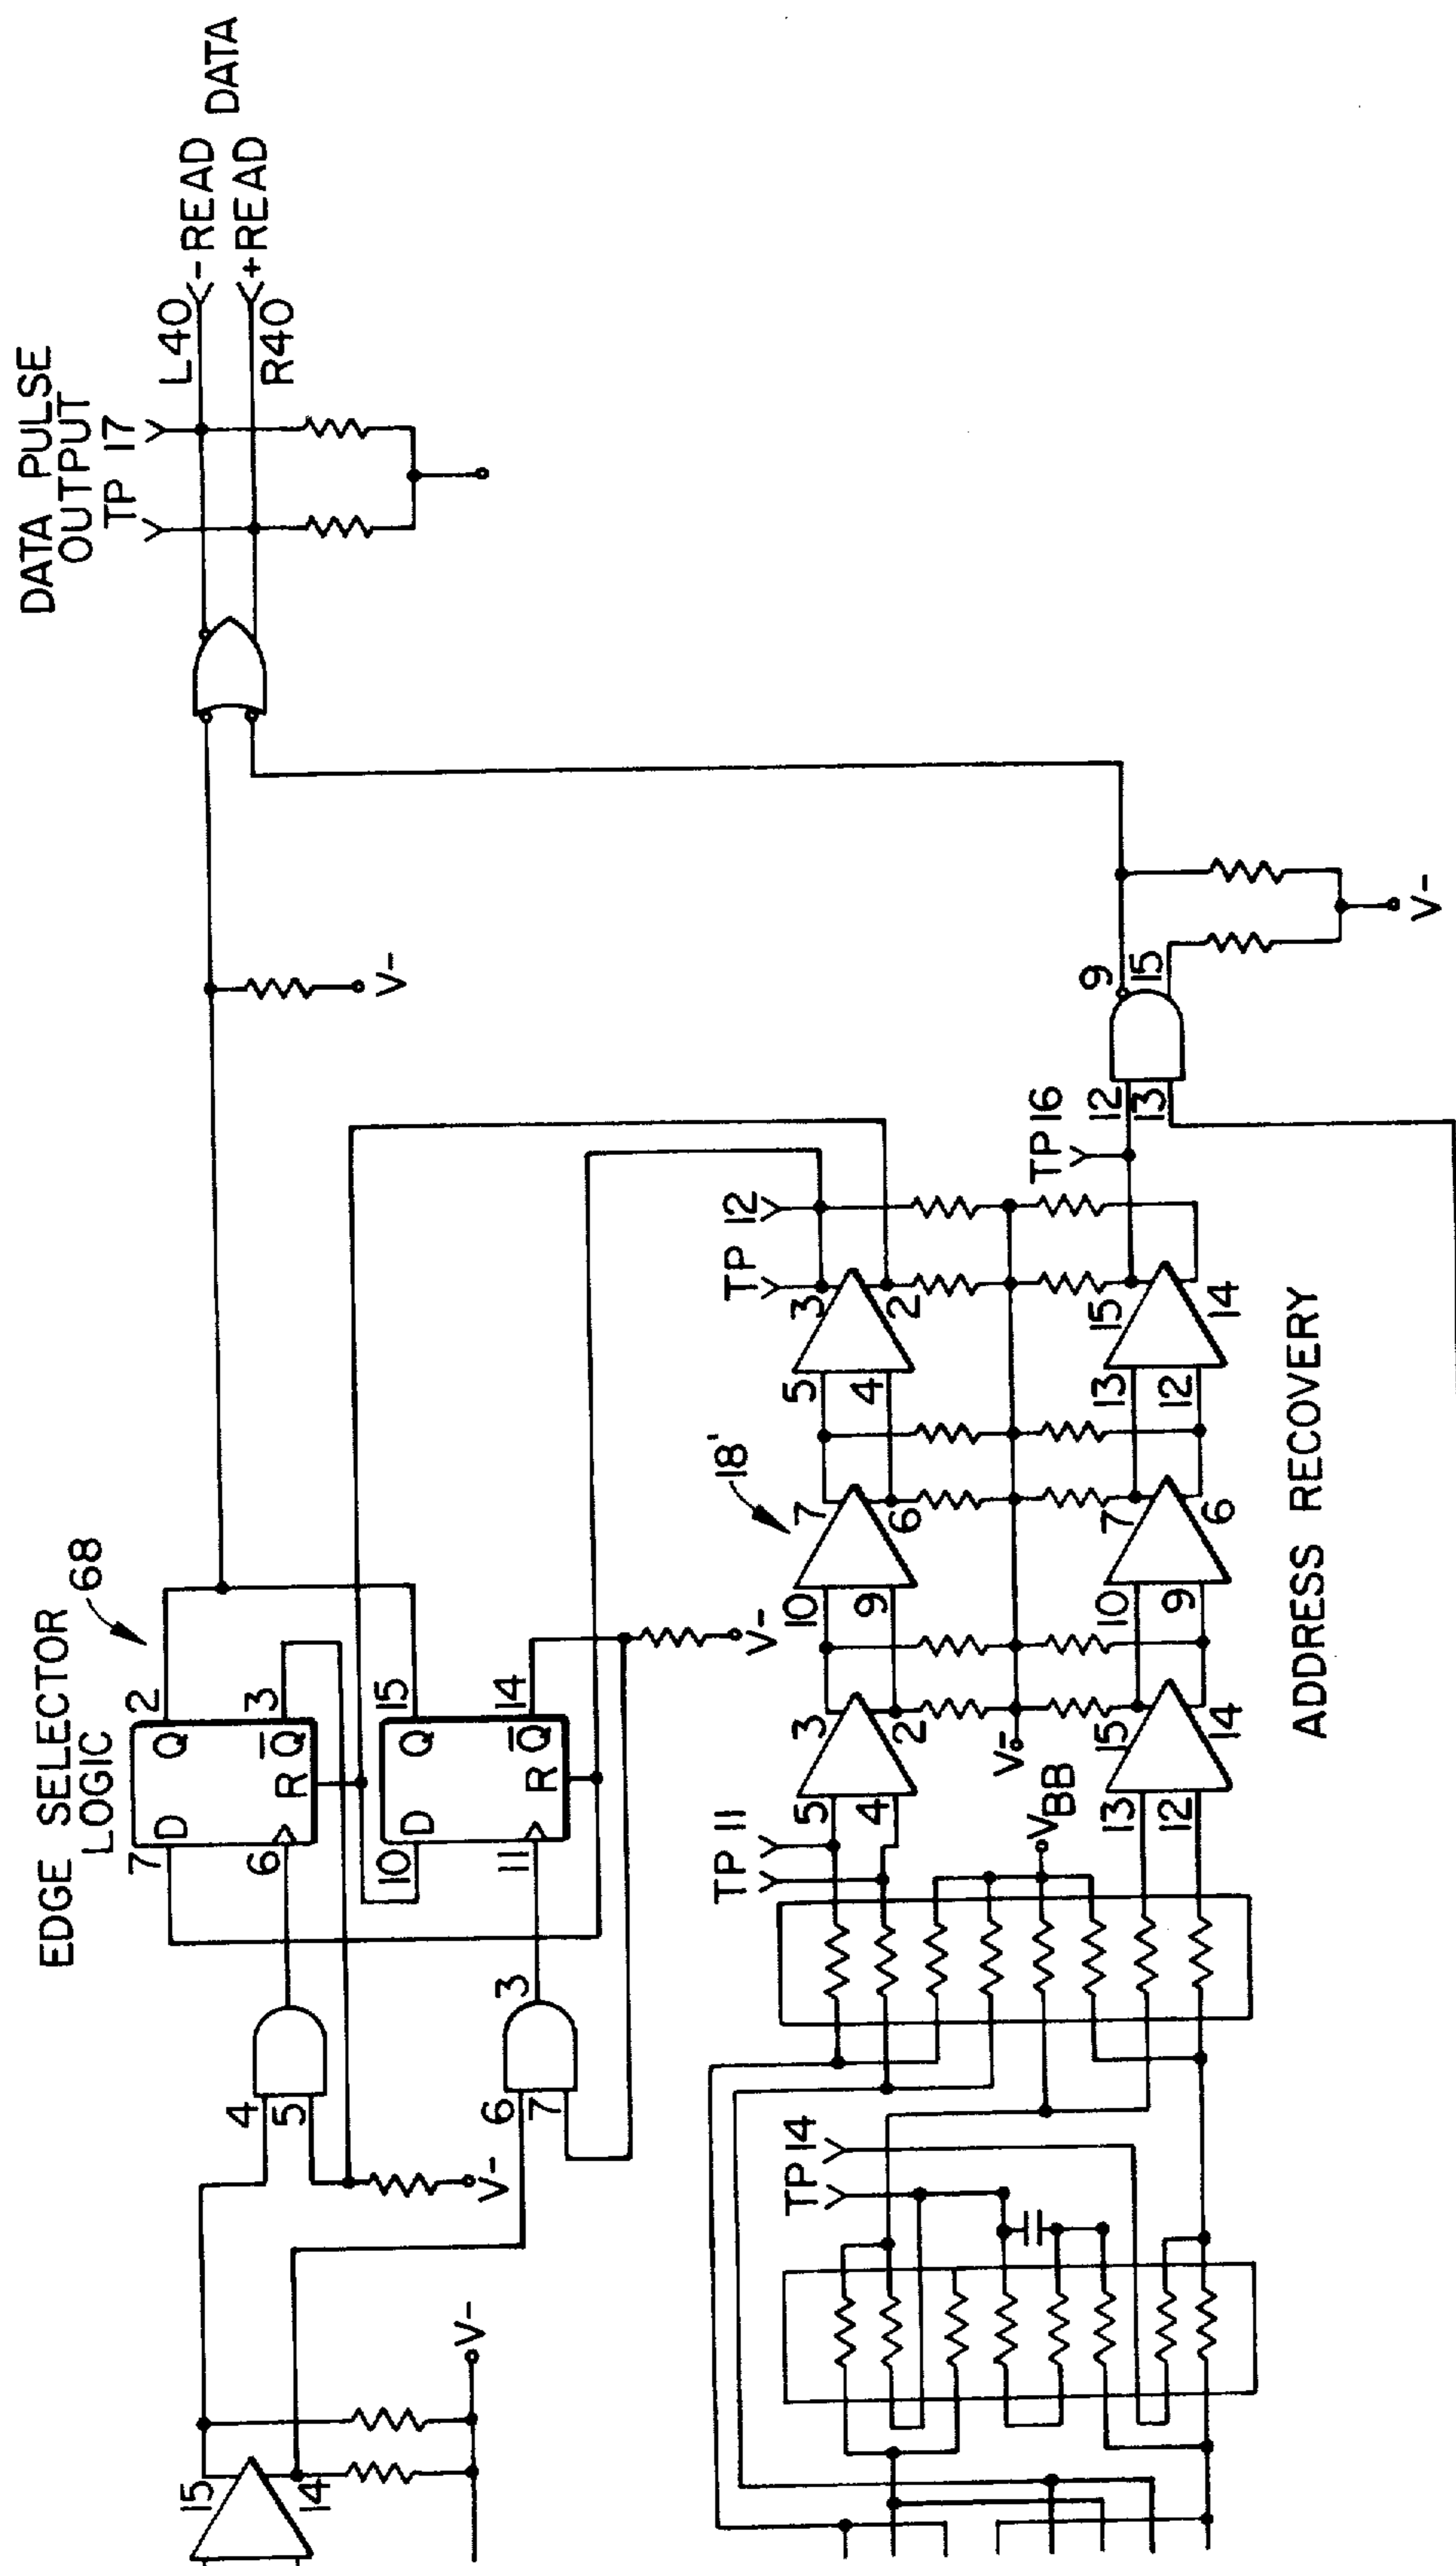 DATA PULSE
OUTPUT
TP 17
L40
-READ DATA
+READ DATA
R40
EDGE SELECTOR
LOGIC
68
7
D
Q
2
6
Q̅
3
R
10
D
Q
15
11
Q̅
14
R
4
5
6
7
3
V-
V-
V-
V-
15
14
TP 11
TP 12
5
4
3
2
10
9
7
6
18'
5
4
3
2
V-
VBB
13
12
15
14
10
9
7
6
13
12
15
14
TP 14
TP 16
12
13
9
15
V-
ADDRESS RECOVERY